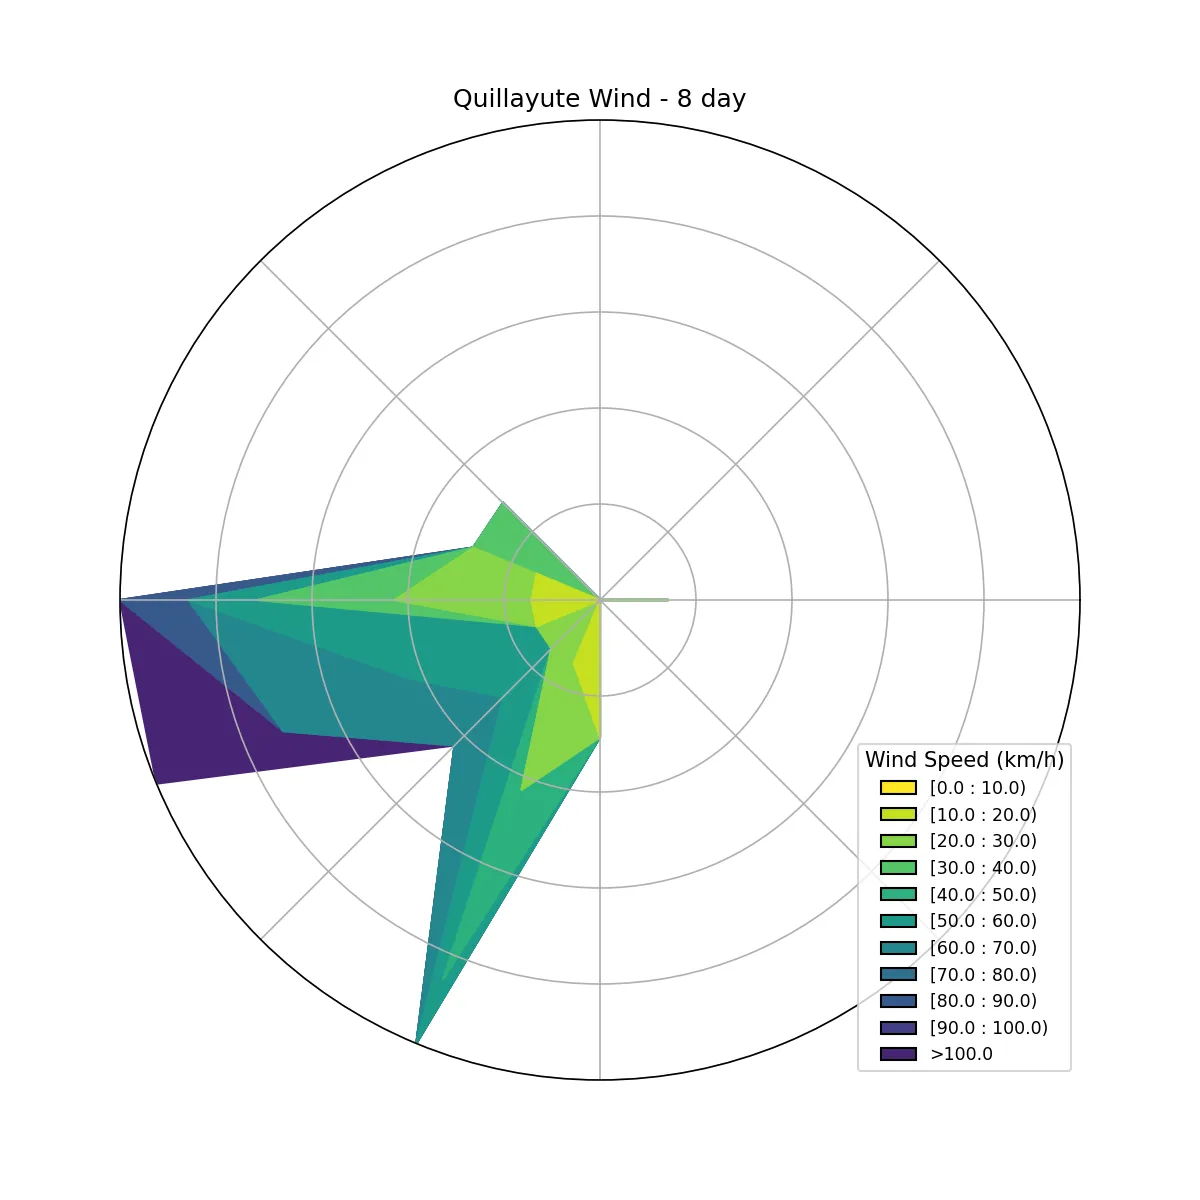 Quillayute Wind - 8 day
Wind Speed (km/h)
[0.0 : 10.0)
[10.0 : 20.0)
[20.0 : 30.0)
[30.0 : 40.0)
[40.0 : 50.0)
[50.0 : 60.0)
[60.0 : 70.0)
[70.0 : 80.0)
[80.0 : 90.0)
[90.0 : 100.0)
>100.0